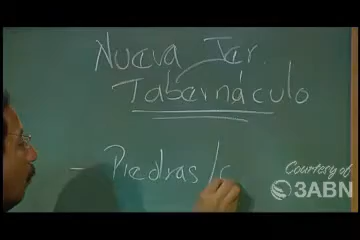 Nueva Jer.
Tabernáculo
- Piedras /c
Courtesy of
3ABN